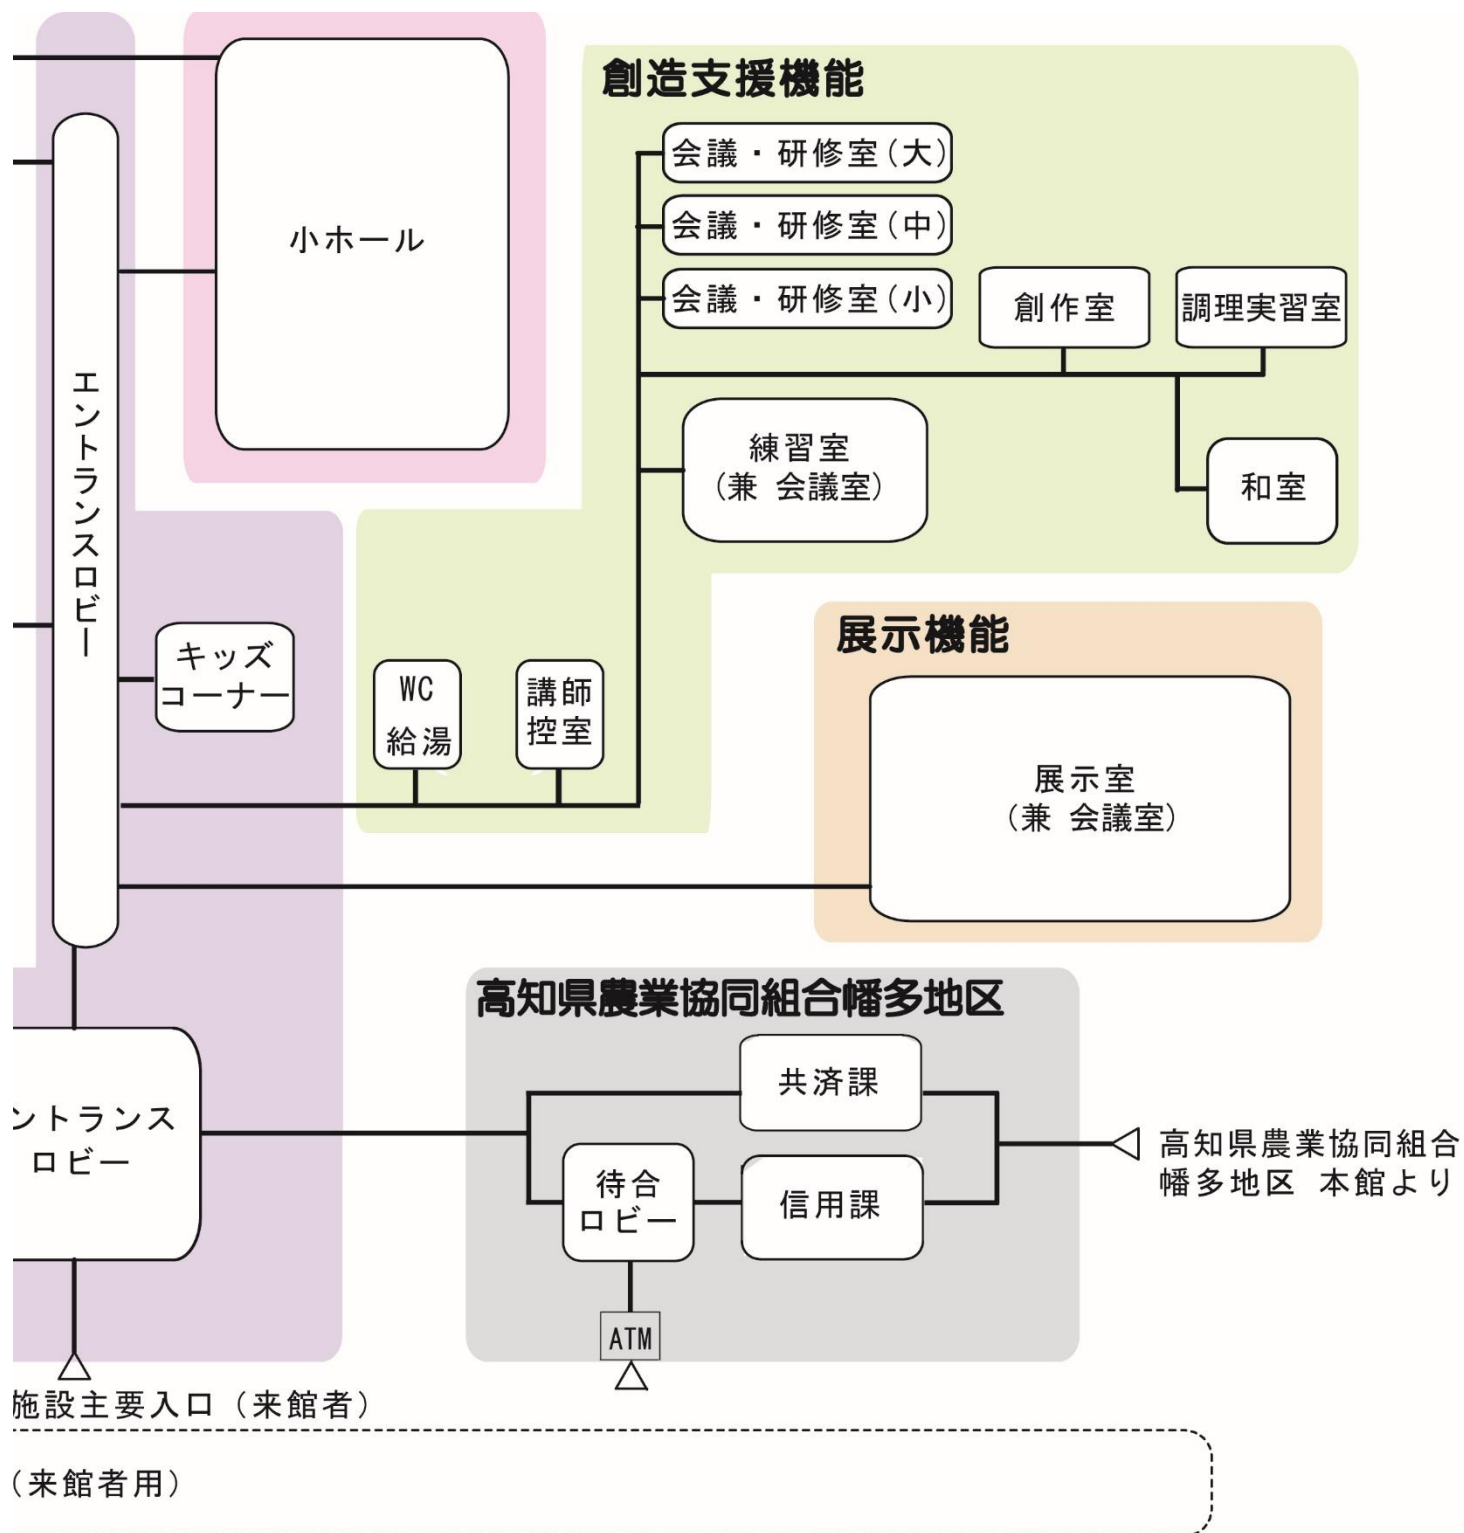 創造支援機能
会議・研修室(大)
会議・研修室(中)
会議・研修室(小)
創作室
調理実習室
小ホール
エントランスロビー
練習室
(兼 会議室)
和室
展示機能
キッズ
コーナー
WC
給湯
講師
控室
展示室
(兼 会議室)
高知県農業協同組合幡多地区
共済課
ントランス
ロビー
待合
ロビー
信用課
高知県農業協同組合
幡多地区 本館より
ATM
施設主要入口(来館者)
(来館者用)